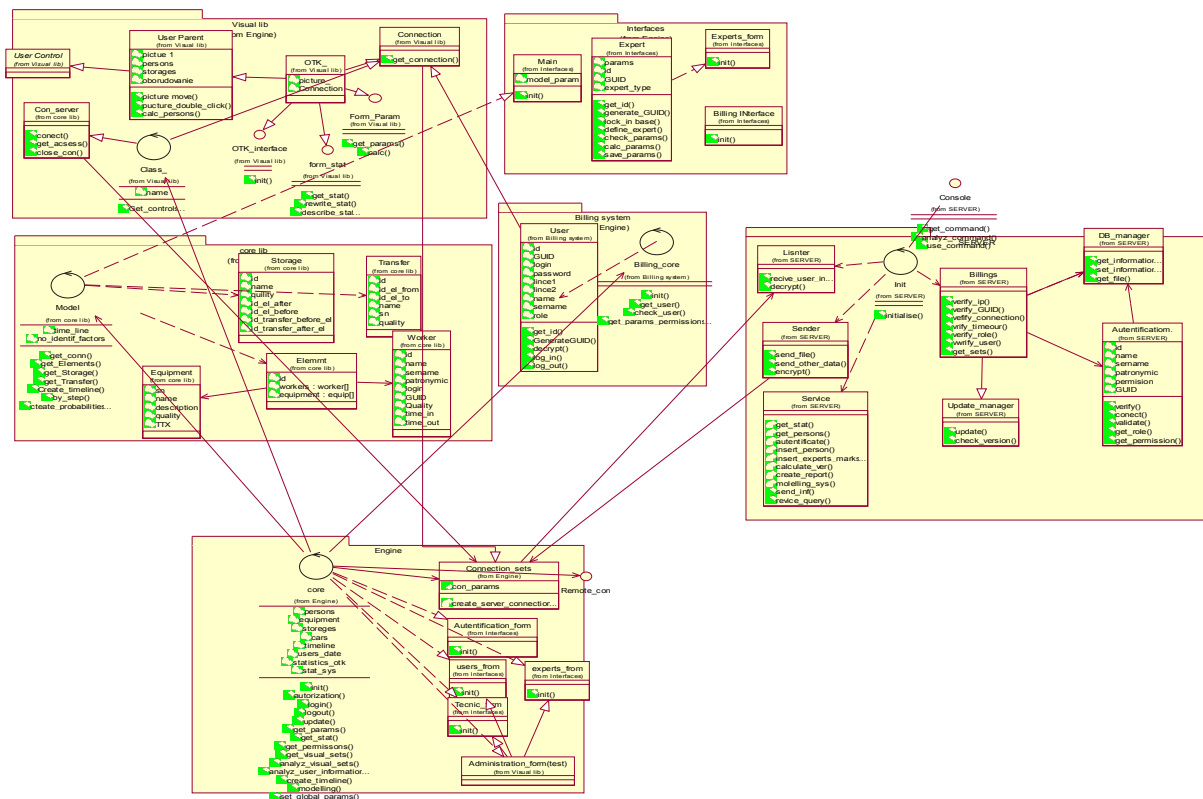 Visual lib
(from Engine)
User Control
(from Visual lib)
User Parent
(from Visual lib)
pictue 1
persons
storages
oborudovanie
picture move()
pucture_double_click()
calc_persons()
Connection
(from Visual lib)
get_connection()
OTK_
(from Visual lib)
picture
Connection
Con_server
(from core lib)
conect()
get_acsess()
close_con()
Class_
(from Visual lib)
name
Get_controls...
OTK_interface
(from Visual lib)
init()
form_stat
(from Visual lib)
get_stat()
rewrite_stat()
describe_stat...
Form_Param
(from Visual lib)
get_params()
calc()
Interfaces
Main
(from Interfaces)
model_param
init()
Expert
(from Interfaces)
params
id
GUID
expert_type
get_id()
generate_GUID()
lock_in base()
define_expert()
check_params()
calc_params()
save_params()
Experts_form
(from Interfaces)
init()
Billing INterface
(from Interfaces)
init()
core lib
Model
(from core lib)
time_line
no_identif_factors
get_conn()
get_Elements()
get_Storage()
get_Transfer()
Create_timeline()
by_step()
cteate_probabilities...
Storage
(from core lib)
id
name
quility
id_el_after
id_el_before
id_transfer_before_el
id_transfer_after_el
Transfer
(from core lib)
id
id_el_from
id_el_to
name
sn
quality
Worker
(from core lib)
id
name
sername
patronymic
login
GUID
Quality
time_in
time_out
Elemmt
(from core lib)
id
workers : worker[]
equipment : equip[]
Equipment
(from core lib)
sn
name
description
quality
TTX
Billing system
User
(from Billing system)
id
GUID
login
password
lince1
lince2
name
sername
role
get_id()
GenerateGUID()
decrypt()
log_in()
log_out()
Billing_core
(from Billing system)
init()
get_user()
check_user()
get_params_permissions...
SERVER
Console
(from SERVER)
get_command()
analyz_command()
use_command()
Lisnter
(from SERVER)
recive_user_in...
decrypt()
Init
(from SERVER)
initialise()
Sender
(from SERVER)
send_file()
send_other_data()
encrypt()
Service
(from SERVER)
get_stat()
get_persons()
autentificate()
insert_person()
insert_experts_marks...
calculate_ver()
create_report()
molelling_sys()
send_inf()
revice_query()
Billings
(from SERVER)
verify_ip()
verify_GUID()
vefify_connection()
vrify_timeour()
verify_role()
vwrify_user()
get_sets()
DB_manager
(from SERVER)
get_information...
set_information...
get_file()
Autentification.
(from SERVER)
id
name
sername
patronymic
permision
GUID
verify()
conect()
validate()
get_role()
get_permission()
Update_manager
(from SERVER)
update()
check_version()
Engine
core
(from Engine)
persons
equipment
storeges
cars
timeline
users_date
statistics_otk
stat_sys
init()
autorization()
login()
logout()
update()
get_params()
get_stat()
get_permissons()
get_visual_sets()
analyz_visual_sets()
analyz_user_information...
create_timeline()
modelling()
set_global_params()
Connection_sets
(from Engine)
con_params
create_server_connection...
Remote_con
Autentification_form
(from Interfaces)
init()
users_from
(from Interfaces)
init()
experts_from
(from Interfaces)
init()
(from Interfaces)
init()
Administration_form(test)
(from Visual lib)